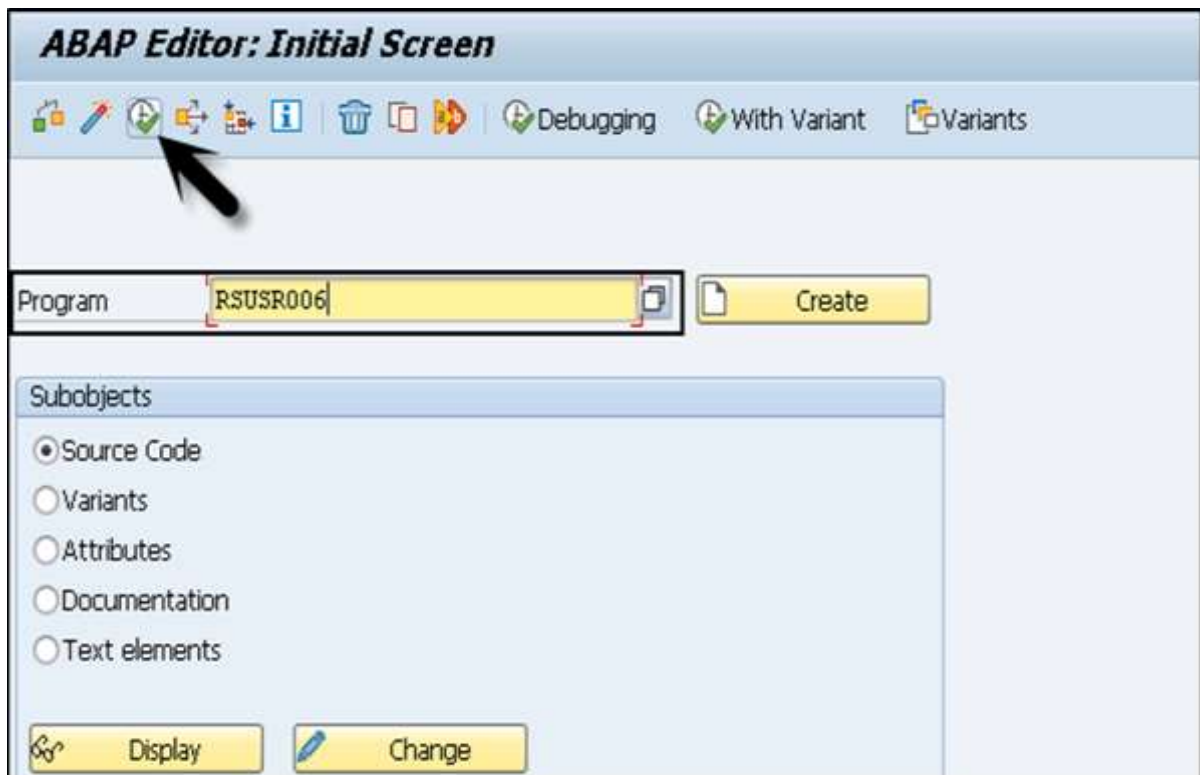 ABAP Editor: Initial Screen
Debugging With Variant Variants
Program RSUSR006 Create
Subobjects
Source Code
Variants
Attributes
Documentation
Text elements
Display Change